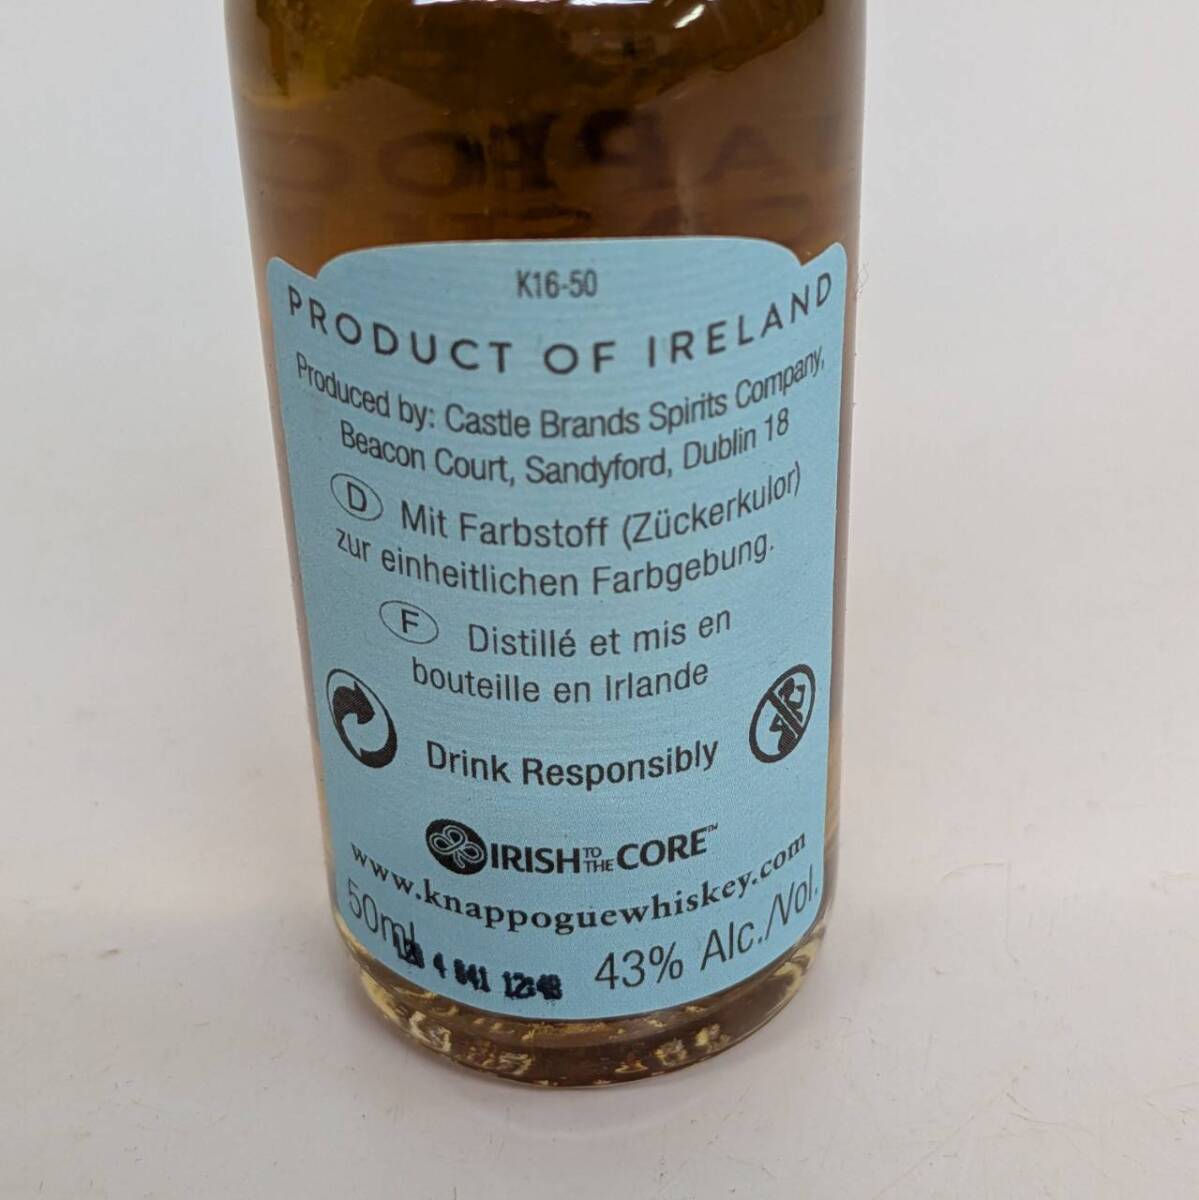 K16-50
PRODUCT OF IRELAND
Produced by: Castle Brands Spirits Company,
Beacon Court, Sandyford, Dublin 18
D Mit Farbstoff (Zückerkulor)
zur einheitlichen Farbgebung.
F Distillé et mis en
bouteille en Irlande
Drink Responsibly
IRISH TO THE CORE™
www.knappoguewhiskey.com
50ml 43% Alc./Vol.